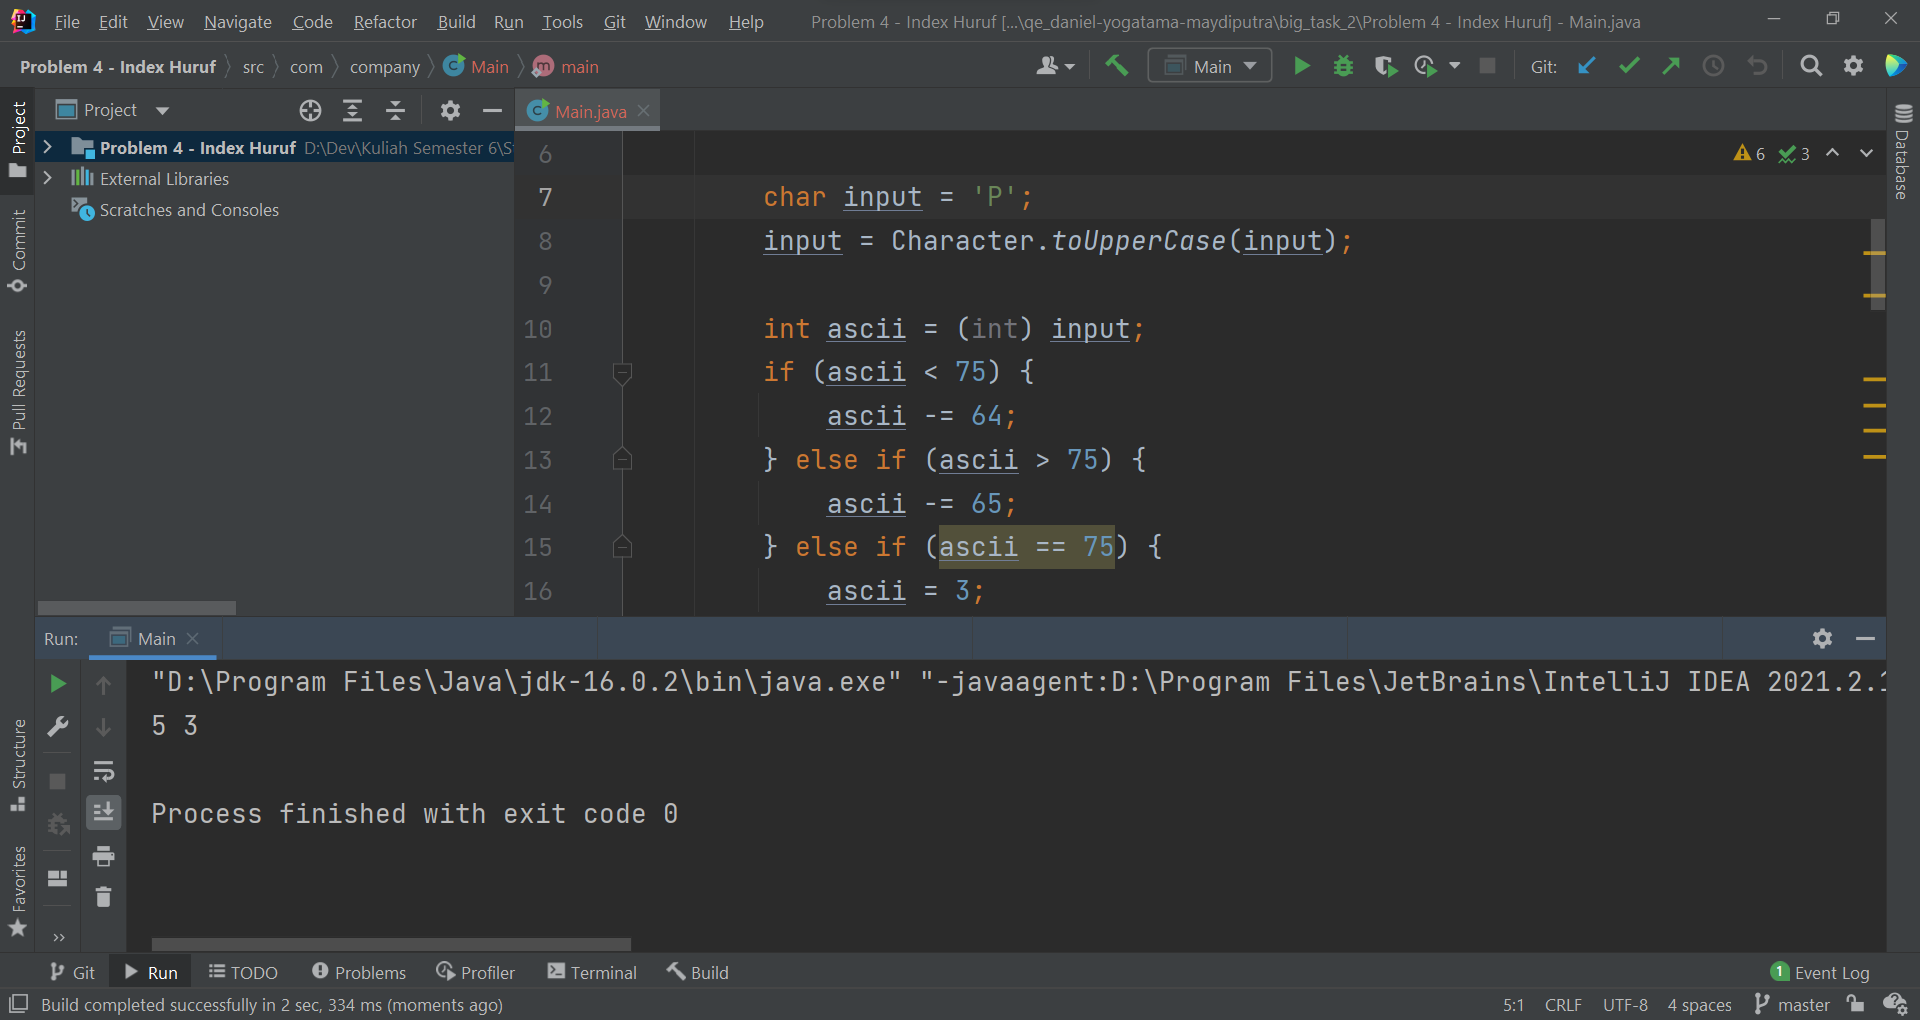 File Edit View Navigate Code Refactor Build Run Tools Git Window Help Problem 4 - Index Huruf [...\qe_daniel-yogatama-maydiputra\big_task_2\Problem 4 - Index Huruf] - Main.java
Problem 4 - Index Huruf src com company Main main Main Git:
Project Main.java
Problem 4 - Index Huruf D:\Dev\Kuliah Semester 6\S
External Libraries
Scratches and Consoles
Project
Commit
Pull Requests
Structure
Favorites
Database
6 3
6
7 char input = 'P';
8 input = Character.toUpperCase(input);
9
10 int ascii = (int) input;
11 if (ascii < 75) {
12 ascii -= 64;
13 } else if (ascii > 75) {
14 ascii -= 65;
15 } else if (ascii == 75) {
16 ascii = 3;
Run: Main
"D:\Program Files\Java\jdk-16.0.2\bin\java.exe" "-javaagent:D:\Program Files\JetBrains\IntelliJ IDEA 2021.2.1
5 3
Process finished with exit code 0
Git Run TODO Problems Profiler Terminal Build 1 Event Log
Build completed successfully in 2 sec, 334 ms (moments ago) 5:1 CRLF UTF-8 4 spaces master